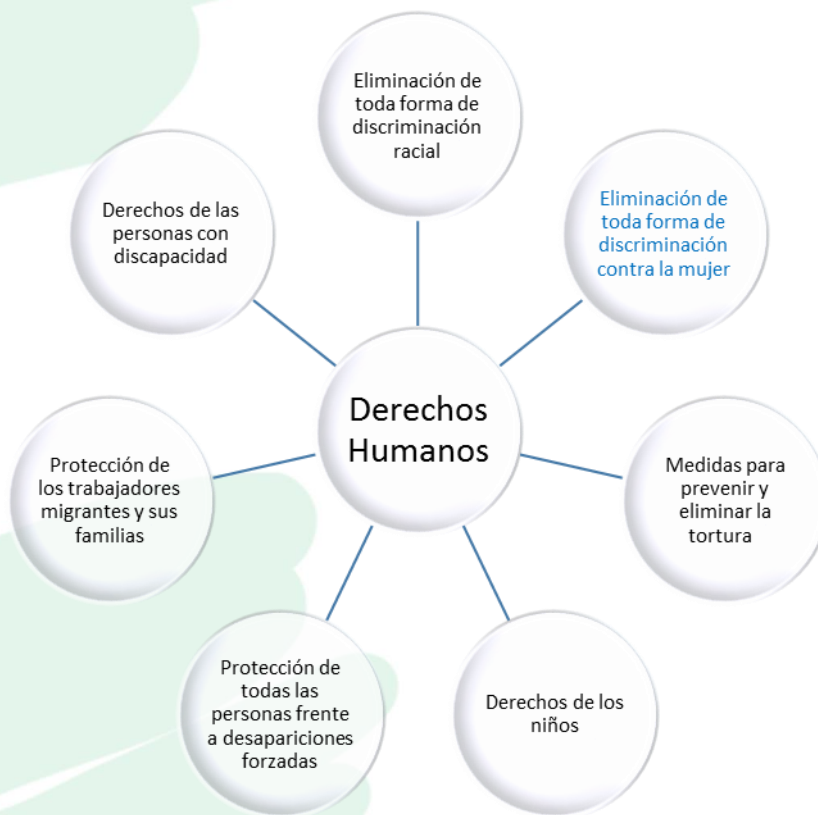 Eliminación de
toda forma de
discriminación
racial
Eliminación de
toda forma de
discriminación
contra la mujer
Derechos de las
personas con
discapacidad
Derechos
Humanos
Protección de
los trabajadores
migrantes y sus
familias
Medidas para
prevenir y
eliminar la
tortura
Protección de
todas las
personas frente
a desapariciones
forzadas
Derechos de los
niños